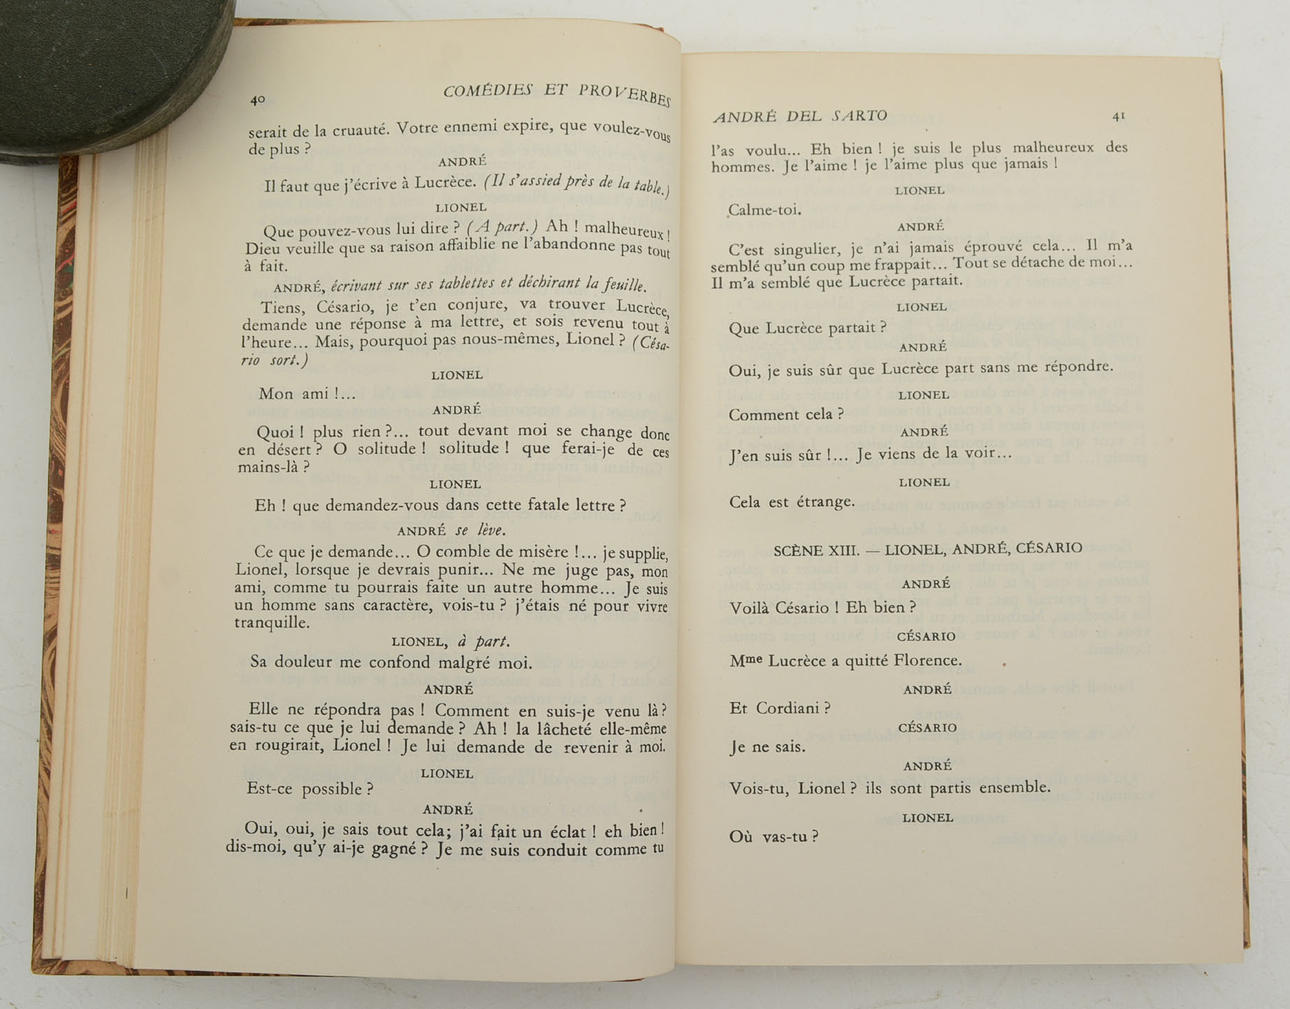 40
COMÉDIES ET PROVERBES
serait de la cruauté. Votre ennemi expire, que voulez-vous
de plus ?
ANDRÉ
Il faut que j'écrive à Lucrèce. (Il s'assied près de la table.)
LIONEL
Que pouvez-vous lui dire ? (A part.) Ah ! malheureux !
Dieu veuille que sa raison affaiblie ne l'abandonne pas tout
à fait.
ANDRÉ, écrivant sur ses tablettes et déchirant la feuille.
Tiens, Césario, je t'en conjure, va trouver Lucrèce,
demande une réponse à ma lettre, et sois revenu tout à
l'heure... Mais, pourquoi pas nous-mêmes, Lionel ? (Césa-
rio sort.)
LIONEL
Mon ami !...
ANDRÉ
Quoi ! plus rien ?... tout devant moi se change donc
en désert ? O solitude ! solitude ! que ferai-je de ces
mains-là ?
LIONEL
Eh ! que demandez-vous dans cette fatale lettre ?
ANDRÉ se lève.
Ce que je demande... O comble de misère !... je supplie,
Lionel, lorsque je devrais punir... Ne me juge pas, mon
ami, comme tu pourrais faite un autre homme... Je suis
un homme sans caractère, vois-tu ? j'étais né pour vivre
tranquille.
LIONEL, à part.
Sa douleur me confond malgré moi.
ANDRÉ
Elle ne répondra pas ! Comment en suis-je venu là ?
sais-tu ce que je lui demande ? Ah ! la lâcheté elle-même
en rougirait, Lionel ! Je lui demande de revenir à moi.
LIONEL
Est-ce possible ?
ANDRÉ
Oui, oui, je sais tout cela; j'ai fait un éclat ! eh bien !
dis-moi, qu'y ai-je gagné ? Je me suis conduit comme tu
ANDRÉ DEL SARTO
41
l'as voulu... Eh bien ! je suis le plus malheureux des
hommes. Je l'aime ! je l'aime plus que jamais !
LIONEL
Calme-toi.
ANDRÉ
C'est singulier, je n'ai jamais éprouvé cela... Il m'a
semblé qu'un coup me frappait... Tout se détache de moi...
Il m'a semblé que Lucrèce partait.
LIONEL
Que Lucrèce partait ?
ANDRÉ
Oui, je suis sûr que Lucrèce part sans me répondre.
LIONEL
Comment cela ?
ANDRÉ
J'en suis sûr !... Je viens de la voir...
LIONEL
Cela est étrange.
SCÈNE XIII. — LIONEL, ANDRÉ, CÉSARIO
ANDRÉ
Voilà Césario ! Eh bien ?
CÉSARIO
Mme Lucrèce a quitté Florence.
ANDRÉ
Et Cordiani ?
CÉSARIO
Je ne sais.
ANDRÉ
Vois-tu, Lionel ? ils sont partis ensemble.
LIONEL
Où vas-tu ?